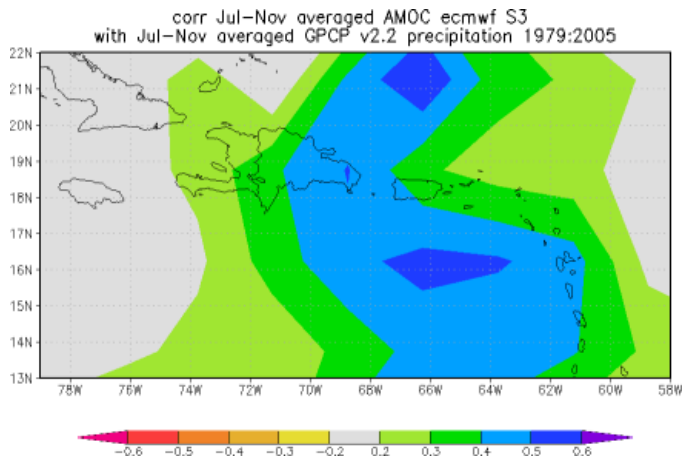 corr Jul-Nov averaged AMOC ecmwf S3
with Jul-Nov averaged GPCP v2.2 precipitation 1979:2005
22N
21N
20N
19N
18N
17N
16N
15N
14N
13N
78W 76W 74W 72W 70W 68W 66W 64W 62W 60W 58W
-0.6 -0.5 -0.4 -0.3 -0.2 0.2 0.3 0.4 0.5 0.6